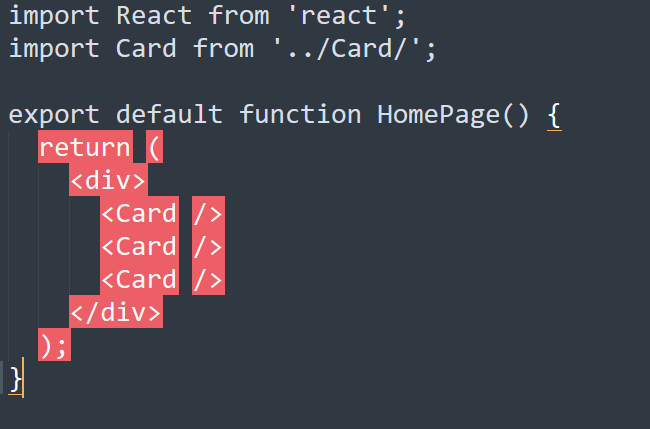 import React from 'react';
import Card from '../Card/';

export default function HomePage() {
  return (
    <div>
      <Card />
      <Card />
      <Card />
    </div>
  );
}